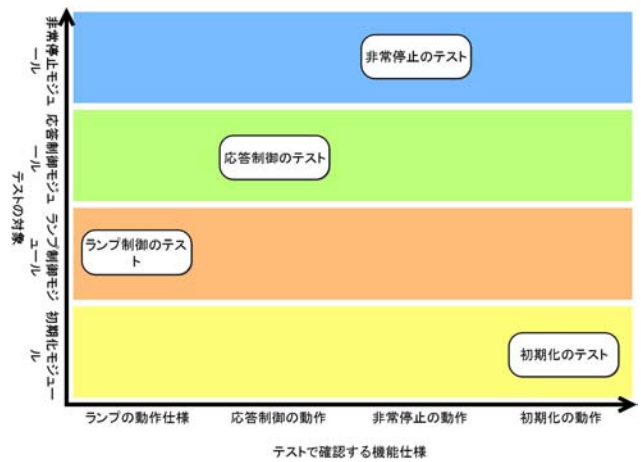 非常停止モジュ
ール
非常停止のテスト
応答制御モジュ
ール
応答制御のテスト
テストの対象
ランプ制御モジ
ュール
ランプ制御のテス
ト
初期化モジュー
ル
初期化のテスト
ランプの動作仕様
応答制御の動作
非常停止の動作
初期化の動作
テストで確認する機能仕様